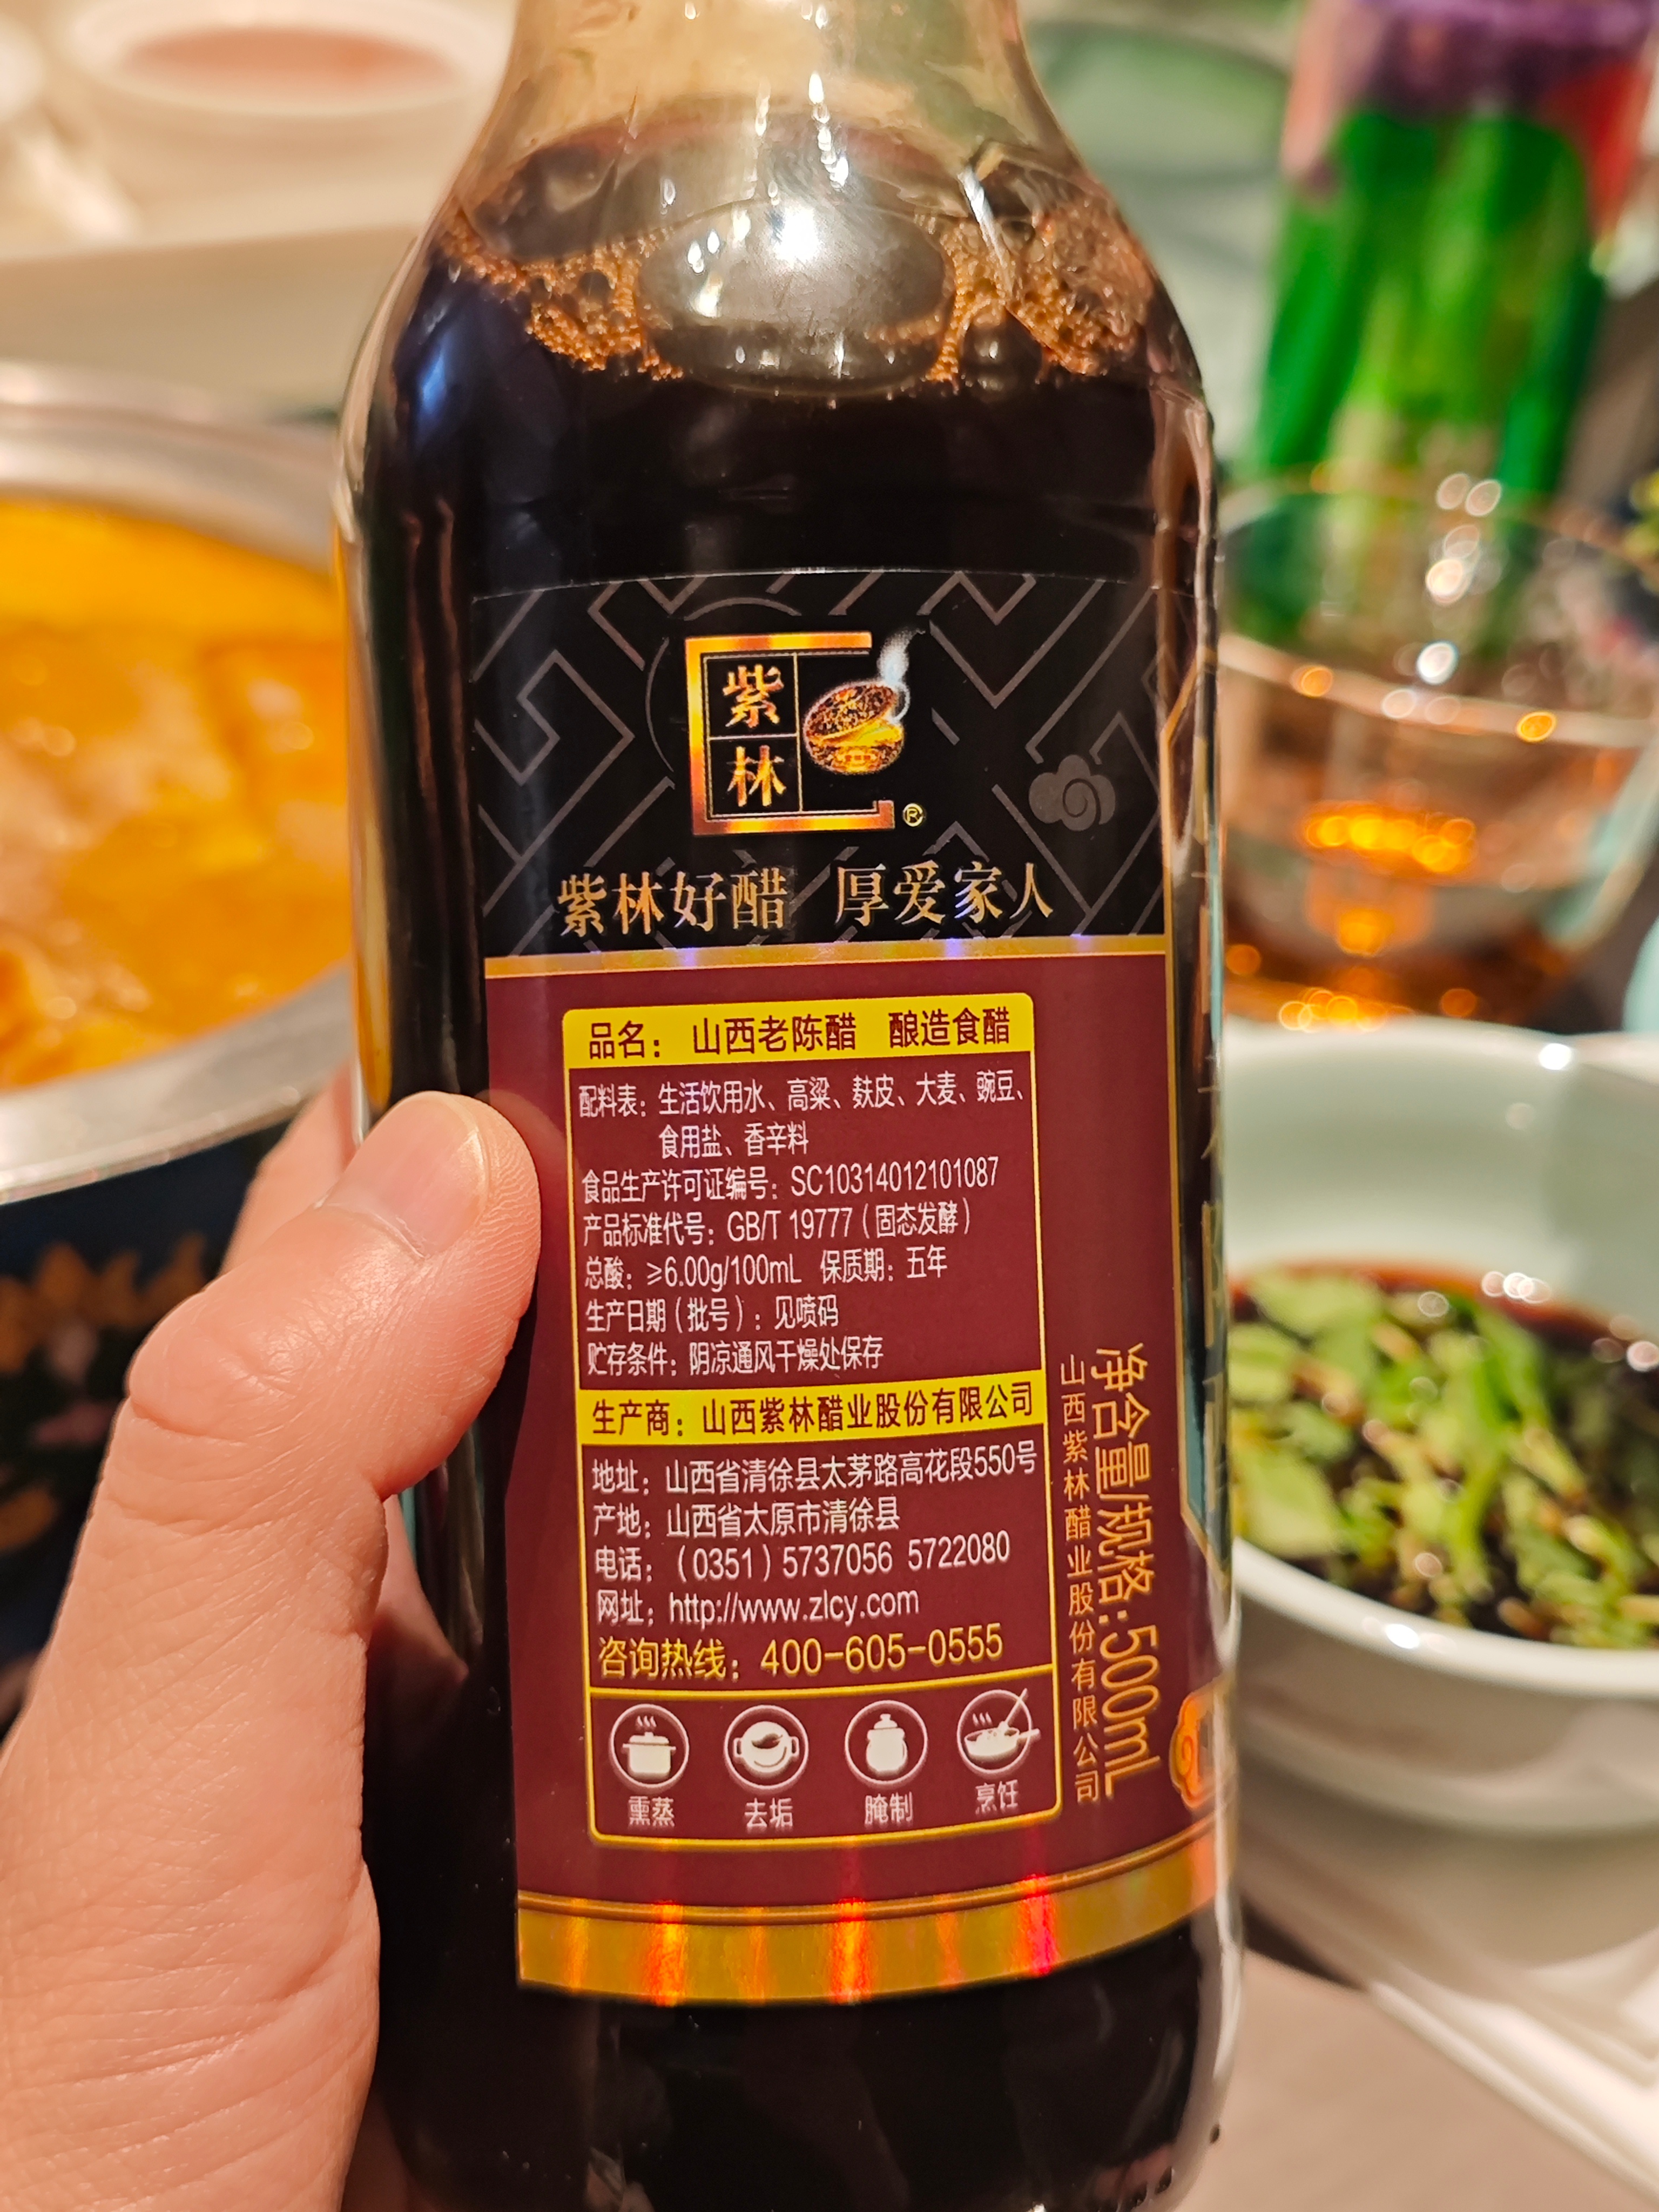 紫
林
®
紫林好醋 厚爱家人
品名：山西老陈醋 酿造食醋
配料表：生活饮用水、高粱、麸皮、大麦、豌豆、
食用盐、香辛料
食品生产许可证编号：SC10314012101087
产品标准代号：GB/T 19777（固态发酵）
总酸：≥6.00g/100mL 保质期：五年
生产日期（批号）：见喷码
贮存条件：阴凉通风干燥处保存
生产商：山西紫林醋业股份有限公司
地址：山西省清徐县太茅路高花段550号
产地：山西省太原市清徐县
电话：（0351）5737056 5722080
网址：http://www.zlcy.com
咨询热线：400-605-0555
熏蒸 去垢 腌制 烹饪
净含量/规格:500mL
山西紫林醋业股份有限公司